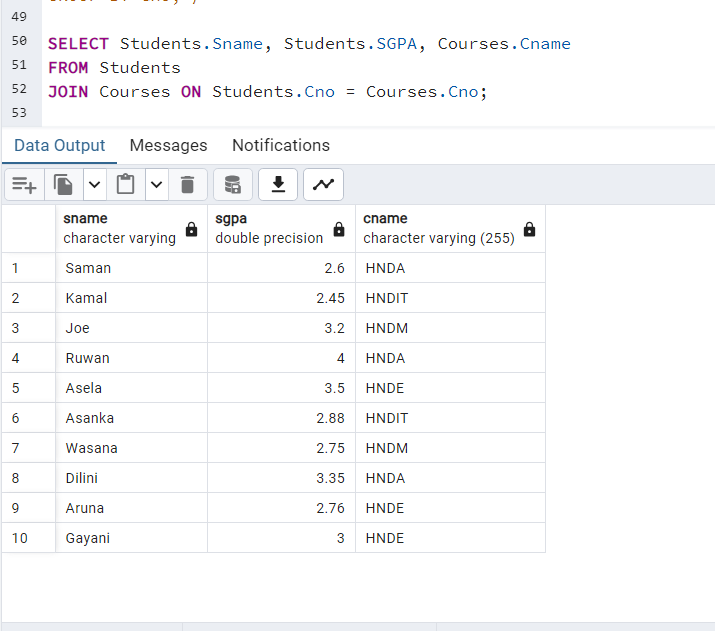 49
50 SELECT Students.Sname, Students.SGPA, Courses.Cname
51 FROM Students
52 JOIN Courses ON Students.Cno = Courses.Cno;
53
Data Output Messages Notifications
sname sgpa cname
character varying double precision character varying (255)
1 Saman 2.6 HNDA
2 Kamal 2.45 HNDIT
3 Joe 3.2 HNDM
4 Ruwan 4 HNDA
5 Asela 3.5 HNDE
6 Asanka 2.88 HNDIT
7 Wasana 2.75 HNDM
8 Dilini 3.35 HNDA
9 Aruna 2.76 HNDE
10 Gayani 3 HNDE